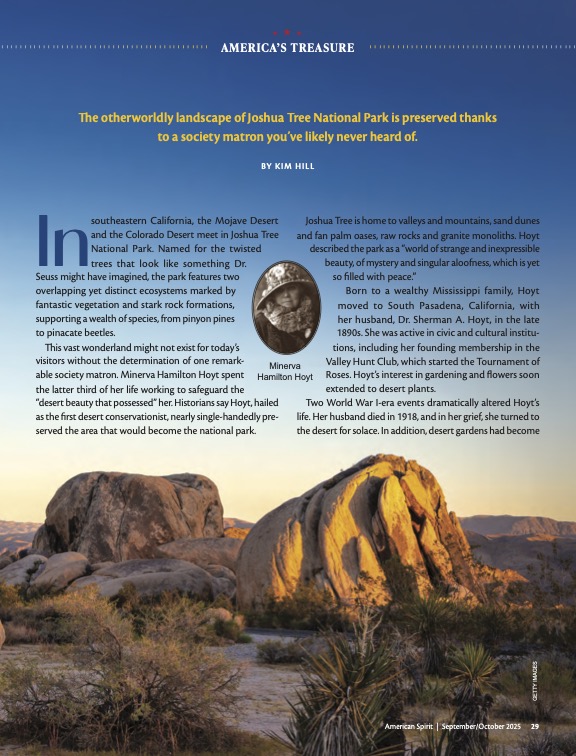 AMERICA'S TREASURE
The otherworldly landscape of Joshua Tree National Park is preserved thanks
to a society matron you've likely never heard of.
BY KIM HILL
In southeastern California, the Mojave Desert
and the Colorado Desert meet in Joshua Tree
National Park. Named for the twisted
trees that look like something Dr.
Seuss might have imagined, the park features two
overlapping yet distinct ecosystems marked by
fantastic vegetation and stark rock formations,
supporting a wealth of species, from pinyon pines
to pinacate beetles.
This vast wonderland might not exist for today's
visitors without the determination of one remark-
able society matron. Minerva Hamilton Hoyt spent
the latter third of her life working to safeguard the
"desert beauty that possessed" her. Historians say Hoyt, hailed
as the first desert conservationist, nearly single-handedly pre-
served the area that would become the national park.
Minerva
Hamilton Hoyt
Joshua Tree is home to valleys and mountains, sand dunes
and fan palm oases, raw rocks and granite monoliths. Hoyt
described the park as a "world of strange and inexpressible
beauty, of mystery and singular aloofness, which is yet
so filled with peace."
Born to a wealthy Mississippi family, Hoyt
moved to South Pasadena, California, with
her husband, Dr. Sherman A. Hoyt, in the late
1890s. She was active in civic and cultural institu-
tions, including her founding membership in the
Valley Hunt Club, which started the Tournament of
Roses. Hoyt's interest in gardening and flowers soon
extended to desert plants.
Two World War I-era events dramatically altered Hoyt's
life. Her husband died in 1918, and in her grief, she turned to
the desert for solace. In addition, desert gardens had become
GETTY IMAGES
American Spirit | September/October 2025 29